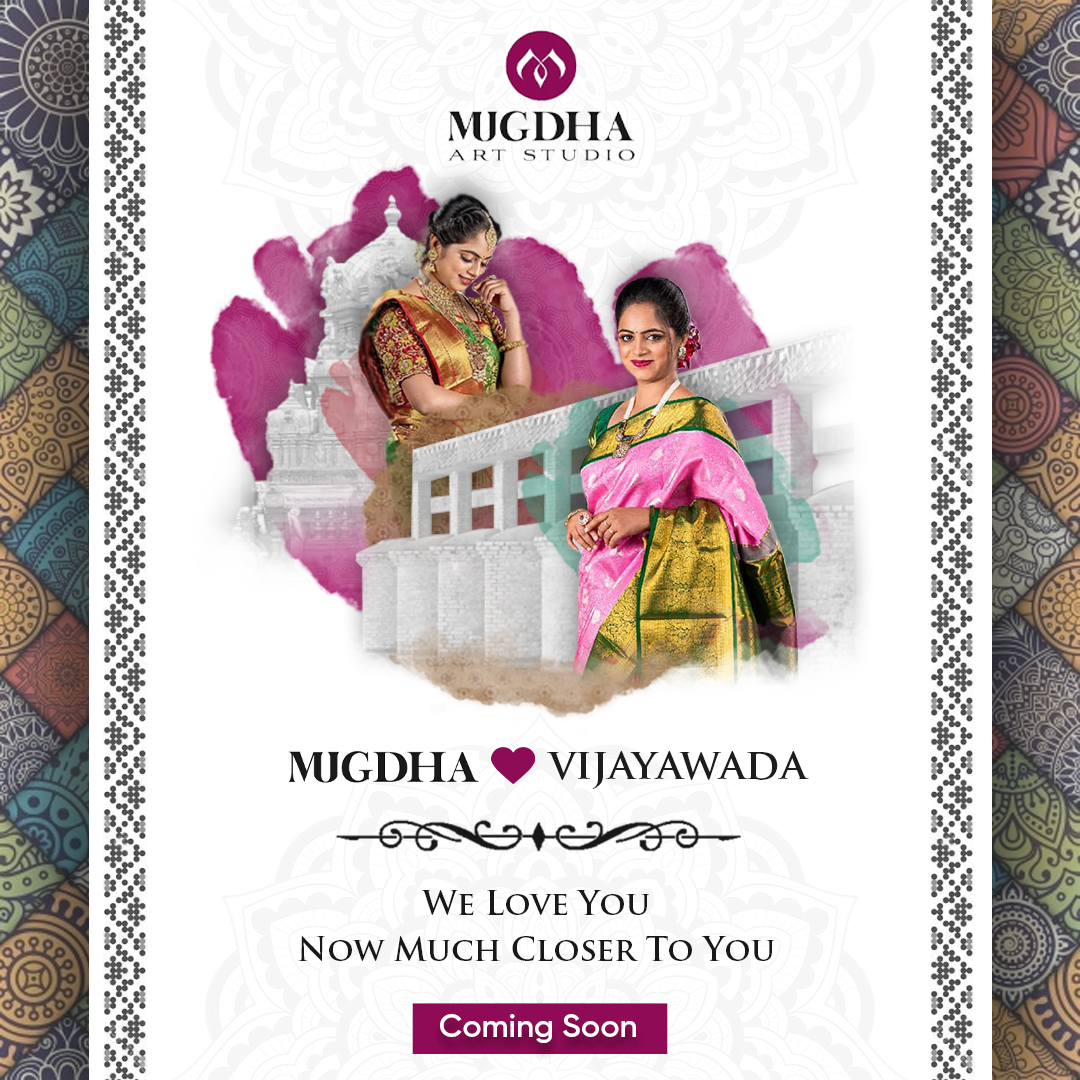 MUGDHA
ART STUDIO
MUGDHA VIJAYAWADA
WE LOVE YOU
NOW MUCH CLOSER TO YOU
Coming Soon